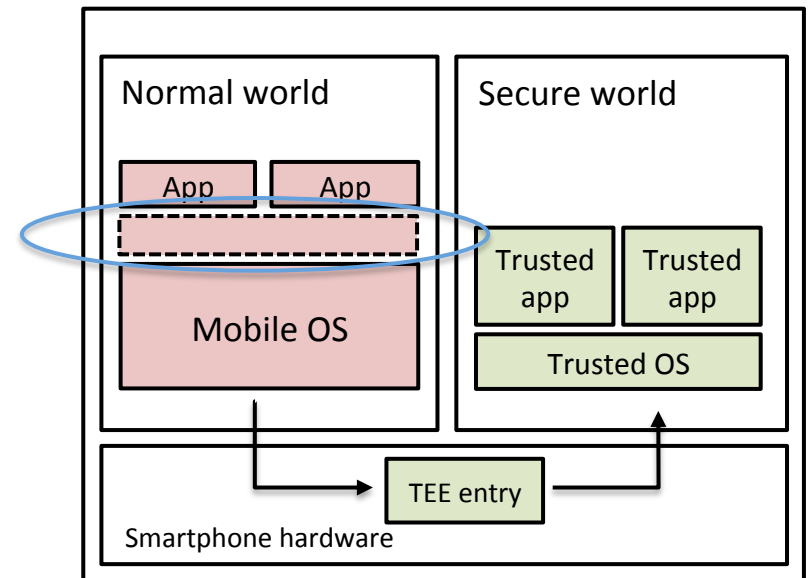 Normal world
Secure world
App
App
Mobile OS
Trusted
app
Trusted
app
Trusted OS
TEE entry
Smartphone hardware